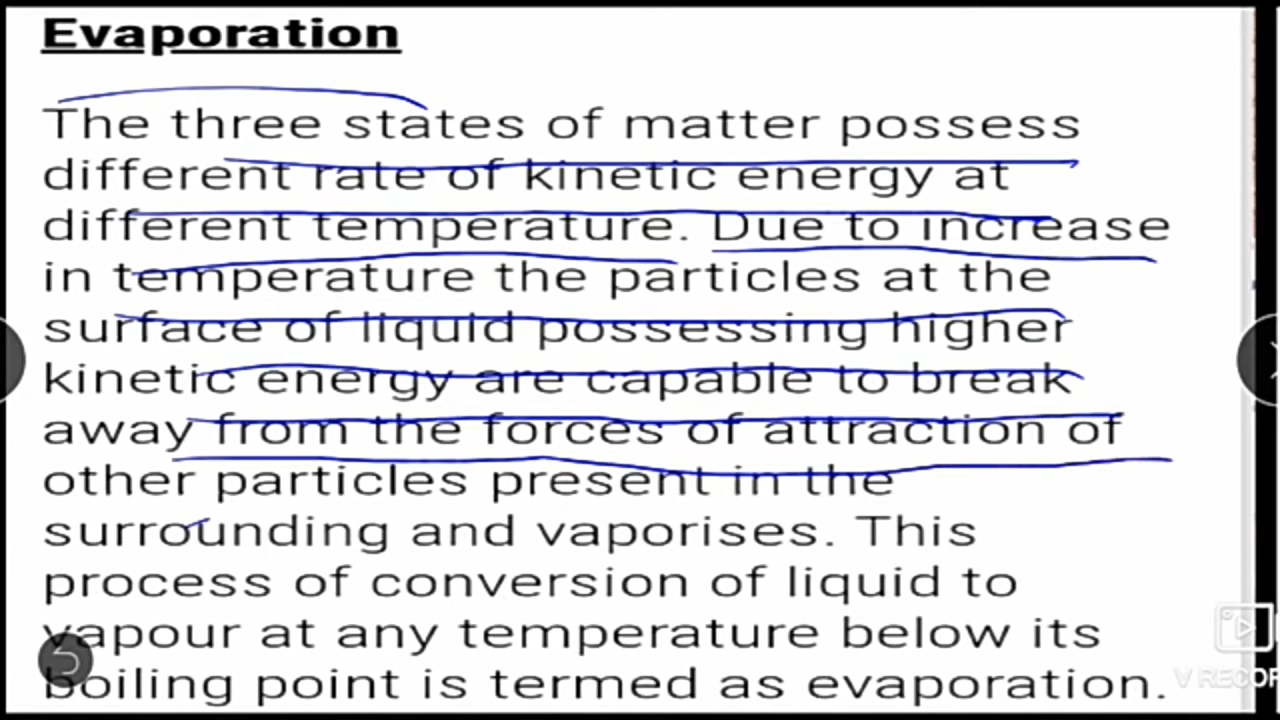 Evaporation
The three states of matter possess
different rate of kinetic energy at
different temperature. Due to increase
in temperature the particles at the
surface of liquid possessing higher
kinetic energy are capable to break
away from the forces of attraction of
other particles present in the
surrounding and vaporises. This
process of conversion of liquid to
vapour at any temperature below its
boiling point is termed as evaporation.
V RECOR